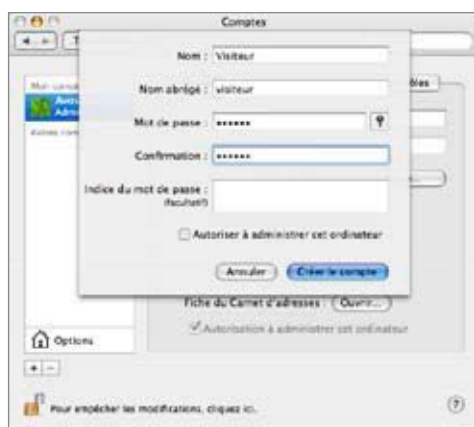 Comptes
Nom : Visiteur
Nom abrégé : visiteur
Mot de passe : ••••••
Confirmation : ••••••
Indice du mot de passe :
(facultatif)
Autoriser à administrer cet ordinateur
Annuler Créer le compte
Fiche du Carnet d'adresses : Ouvrir...
Autorisation à administrer cet ordinateur
Options
+ −
Pour empêcher les modifications, cliquez ici. ?